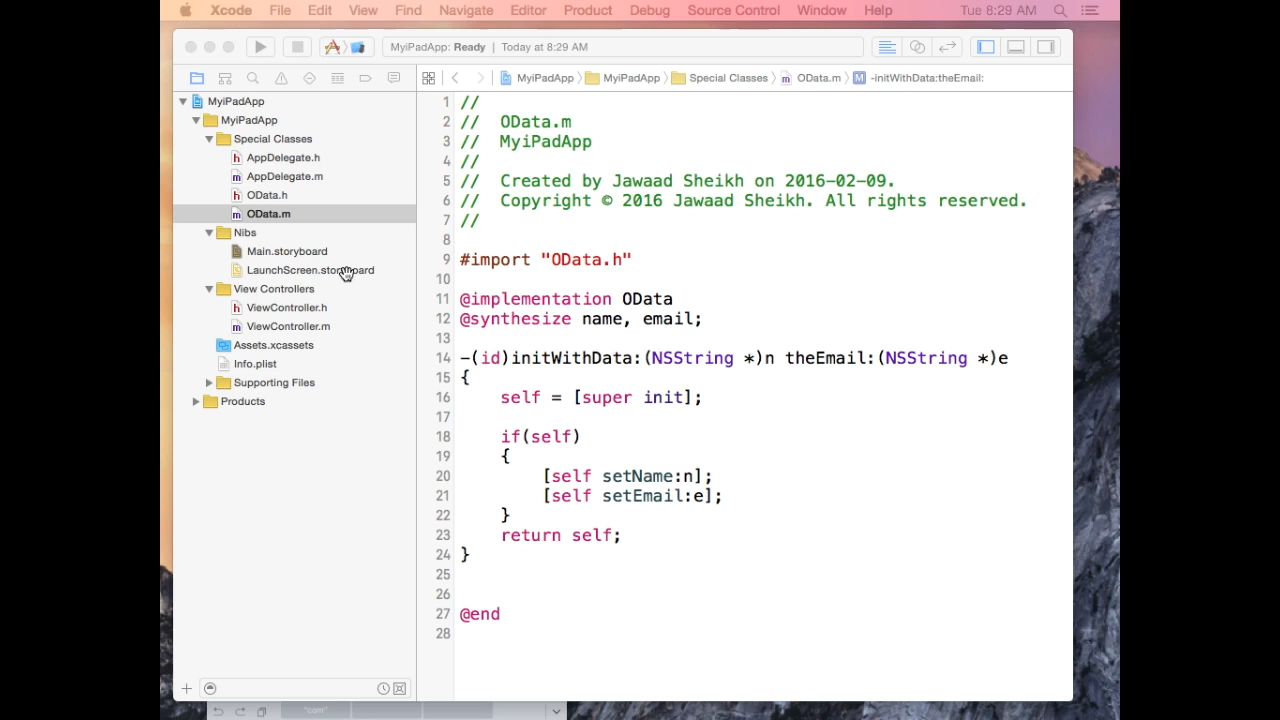 Xcode File Edit View Find Navigate Editor Product Debug Source Control Window Help Tue 8:29 AM
MyiPadApp: Ready | Today at 8:29 AM
MyiPadApp MyiPadApp Special Classes OData.m M -initWithData:theEmail:
MyiPadApp
MyiPadApp
Special Classes
h AppDelegate.h
m AppDelegate.m
h OData.h
m OData.m
Nibs
Main.storyboard
LaunchScreen.storyboard
View Controllers
h ViewController.h
m ViewController.m
Assets.xcassets
Info.plist
Supporting Files
Products
1 //
2 // OData.m
3 // MyiPadApp
4 //
5 // Created by Jawaad Sheikh on 2016-02-09.
6 // Copyright © 2016 Jawaad Sheikh. All rights reserved.
7 //
8
9 #import "OData.h"
10
11 @implementation OData
12 @synthesize name, email;
13
14 -(id)initWithData:(NSString *)n theEmail:(NSString *)e
15 {
16 self = [super init];
17
18 if(self)
19 {
20 [self setName:n];
21 [self setEmail:e];
22 }
23 return self;
24 }
25
26
27 @end
28
"com"